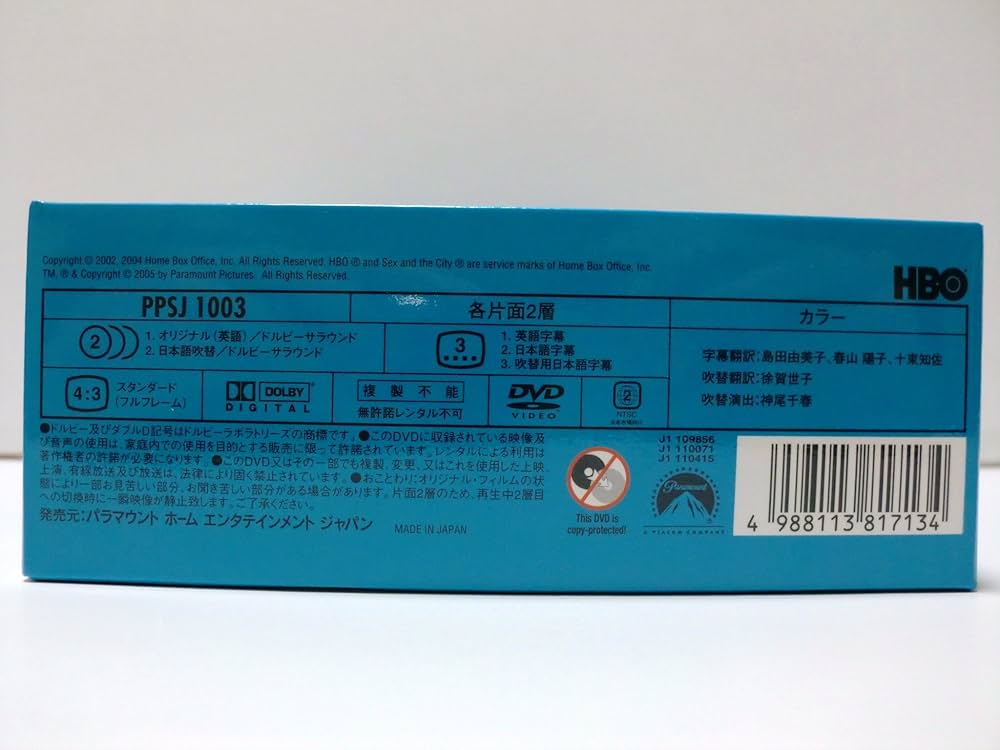 Copyright © 2002, 2004 Home Box Office, Inc. All Rights Reserved. HBO ® and Sex and the City ® are service marks of Home Box Office, Inc.
TM, ® & Copyright © 2005 by Paramount Pictures. All Rights Reserved.
HBO
PPSJ 1003
各片面2層
カラー
2
1. オリジナル(英語)/ドルビーサラウンド
2. 日本語吹替/ドルビーサラウンド
3
1. 英語字幕
2. 日本語字幕
3. 吹替用日本語字幕
字幕翻訳:島田由美子、春山 陽子、十束知佐
吹替翻訳:徐賀世子
吹替演出:神尾千春
4:3
スタンダード
(フルフレーム)
DOLBY
DIGITAL
複製不能
無許諾レンタル不可
DVD
VIDEO
2
NTSC
●ドルビー及びダブルD記号はドルビーラボラトリーズの商標です。●このDVDに収録されている映像及
び音声の使用は、家庭内での使用を目的とする販売に限って許諾されています。レンタルによる利用は
著作権者の許諾が必要になります。●このDVD又はその一部でも複製、変更、又はこれを使用した上映、
上演、有線放送及び放送は、法律により固く禁止されています。●おことわり:オリジナル・フィルムの状
態により一部お見苦しい部分、お聞き苦しい部分がある場合があります。片面2層のため、再生中2層目
への切換時に一瞬映像が静止致します。ご了承ください。
発売元:パラマウント ホーム エンタテインメント ジャパン
MADE IN JAPAN
This DVD is
copy-protected!
J1 109856
J1 110071
J1 110415
Paramount
A VIACOM COMPANY
4 988113 817134